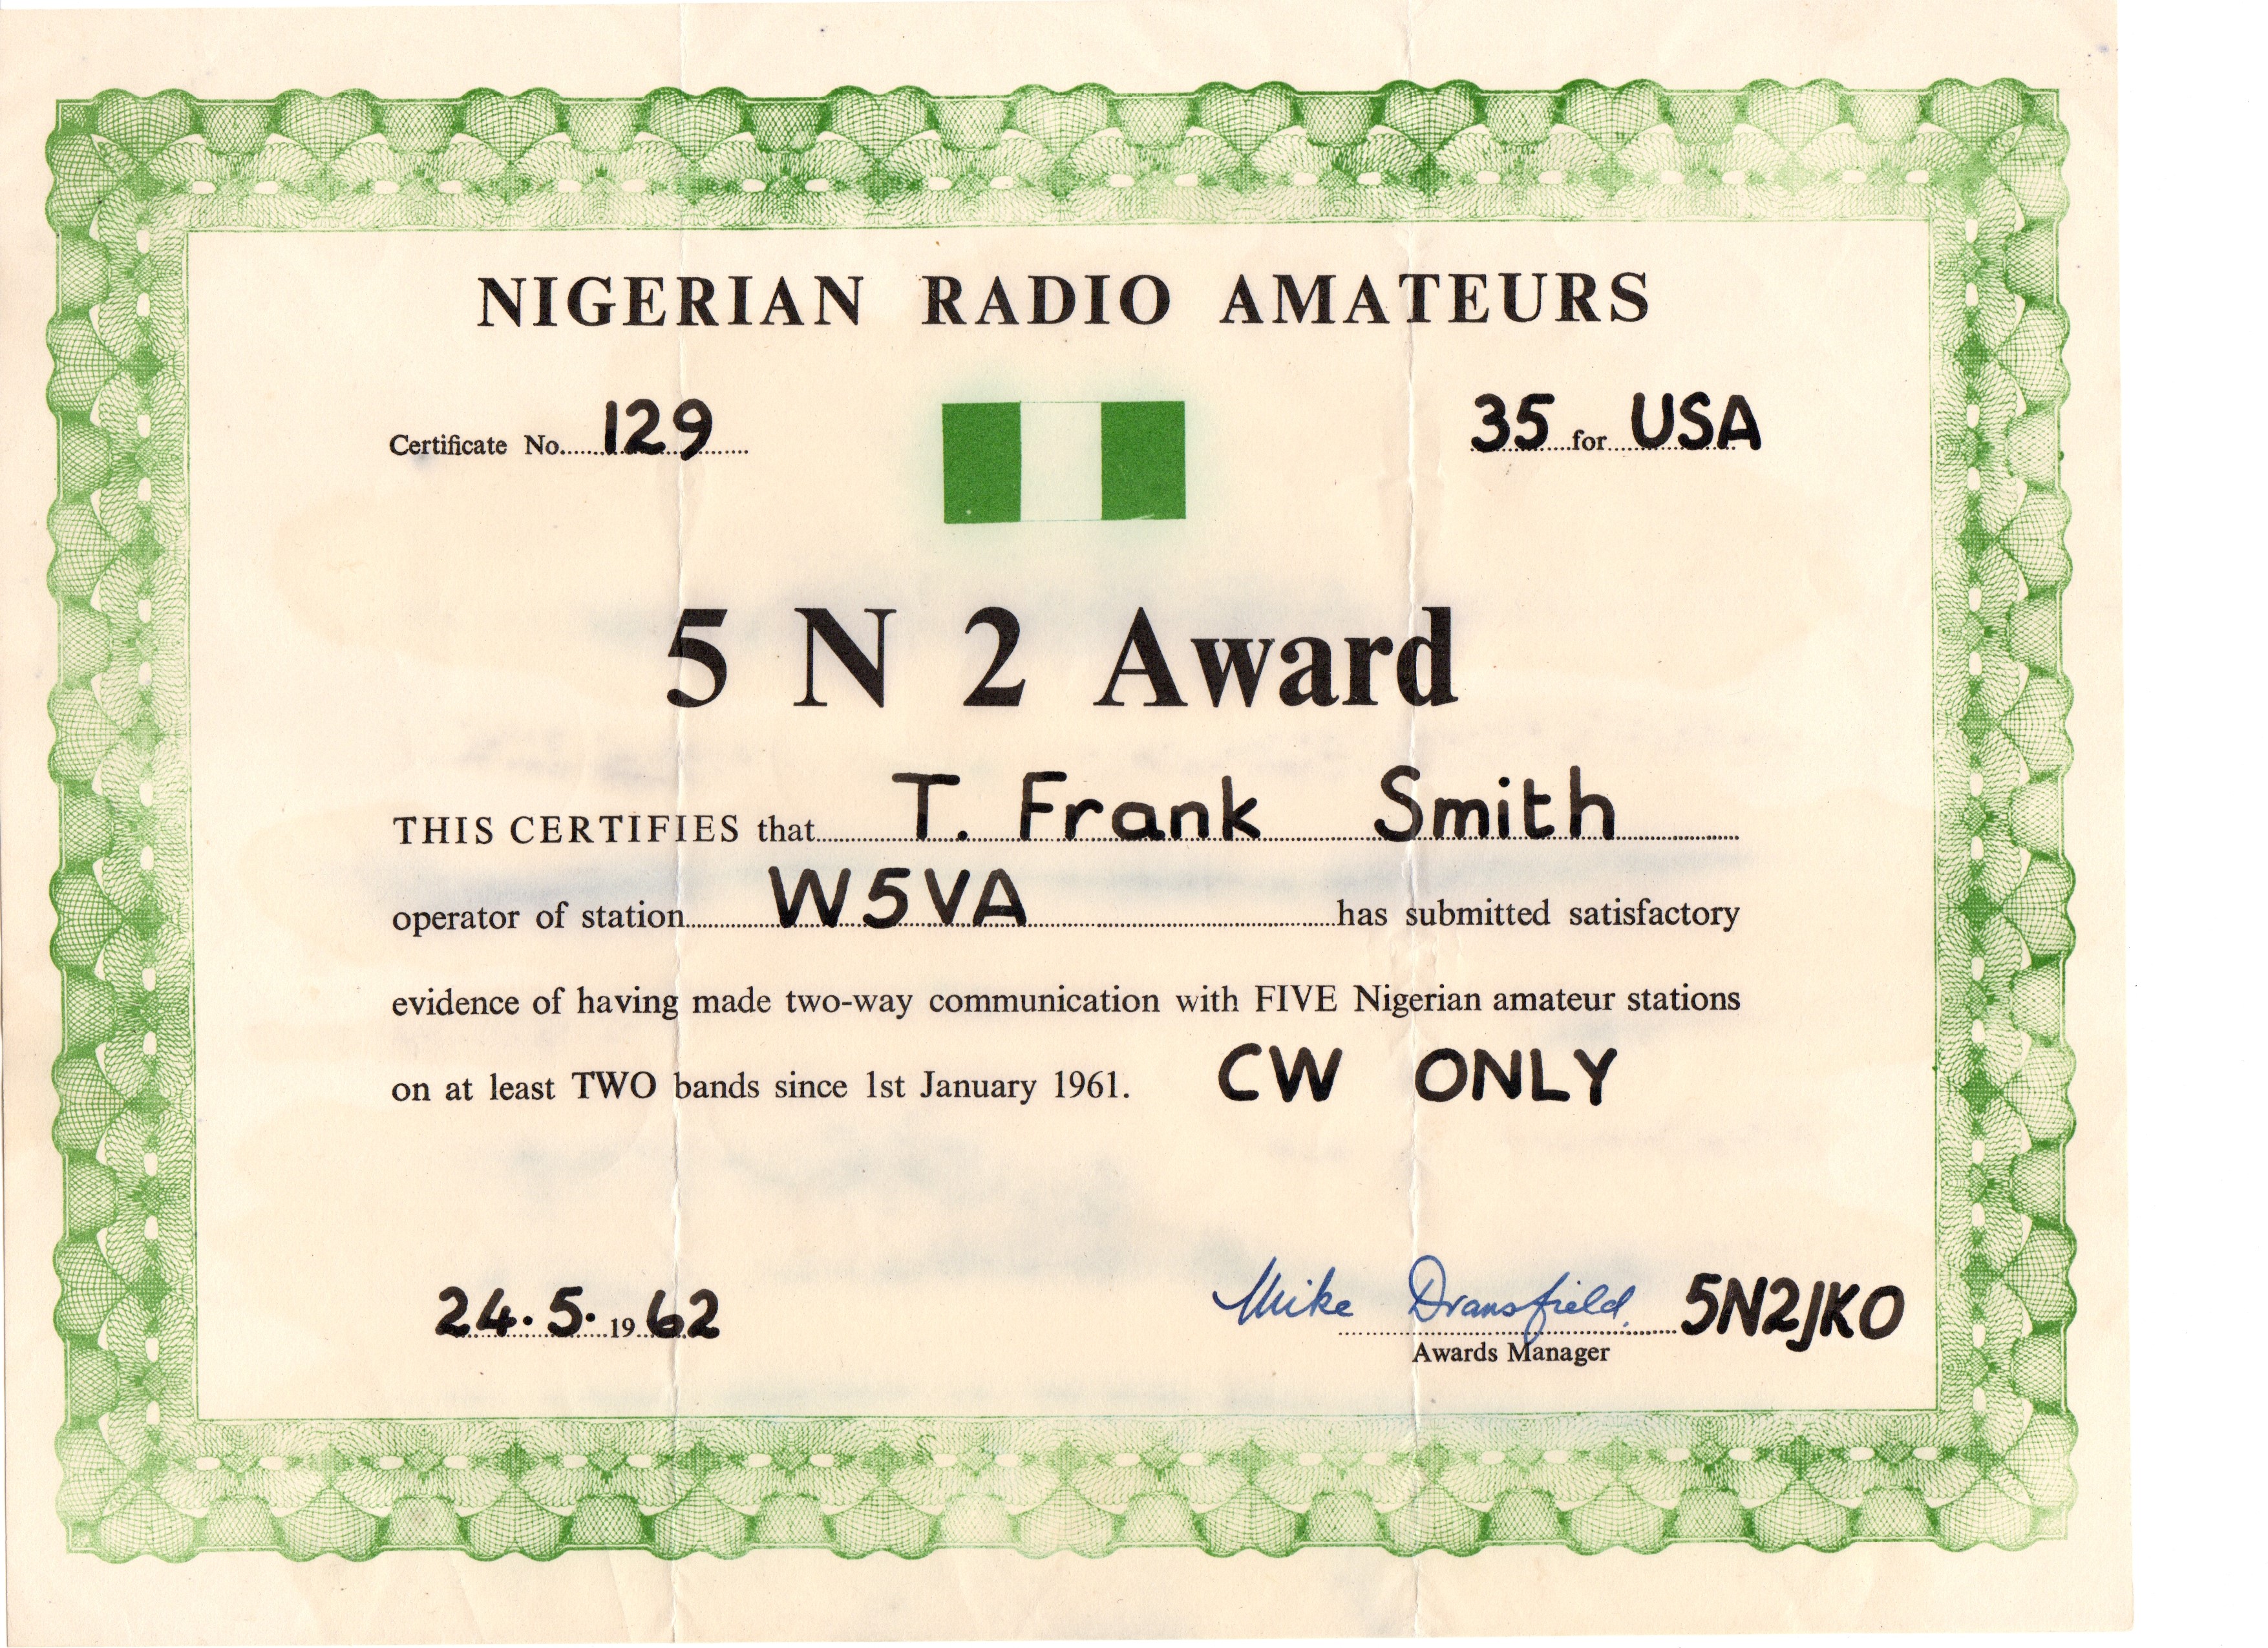 NIGERIAN RADIO AMATEURS
Certificate No. 129
35 for USA
5 N 2 Award
THIS CERTIFIES that T. Frank Smith
operator of station W5VA has submitted satisfactory
evidence of having made two-way communication with FIVE Nigerian amateur stations
on at least TWO bands since 1st January 1961. CW ONLY
24.5. 1962
Mike Dransfield. 5N2JKO
Awards Manager